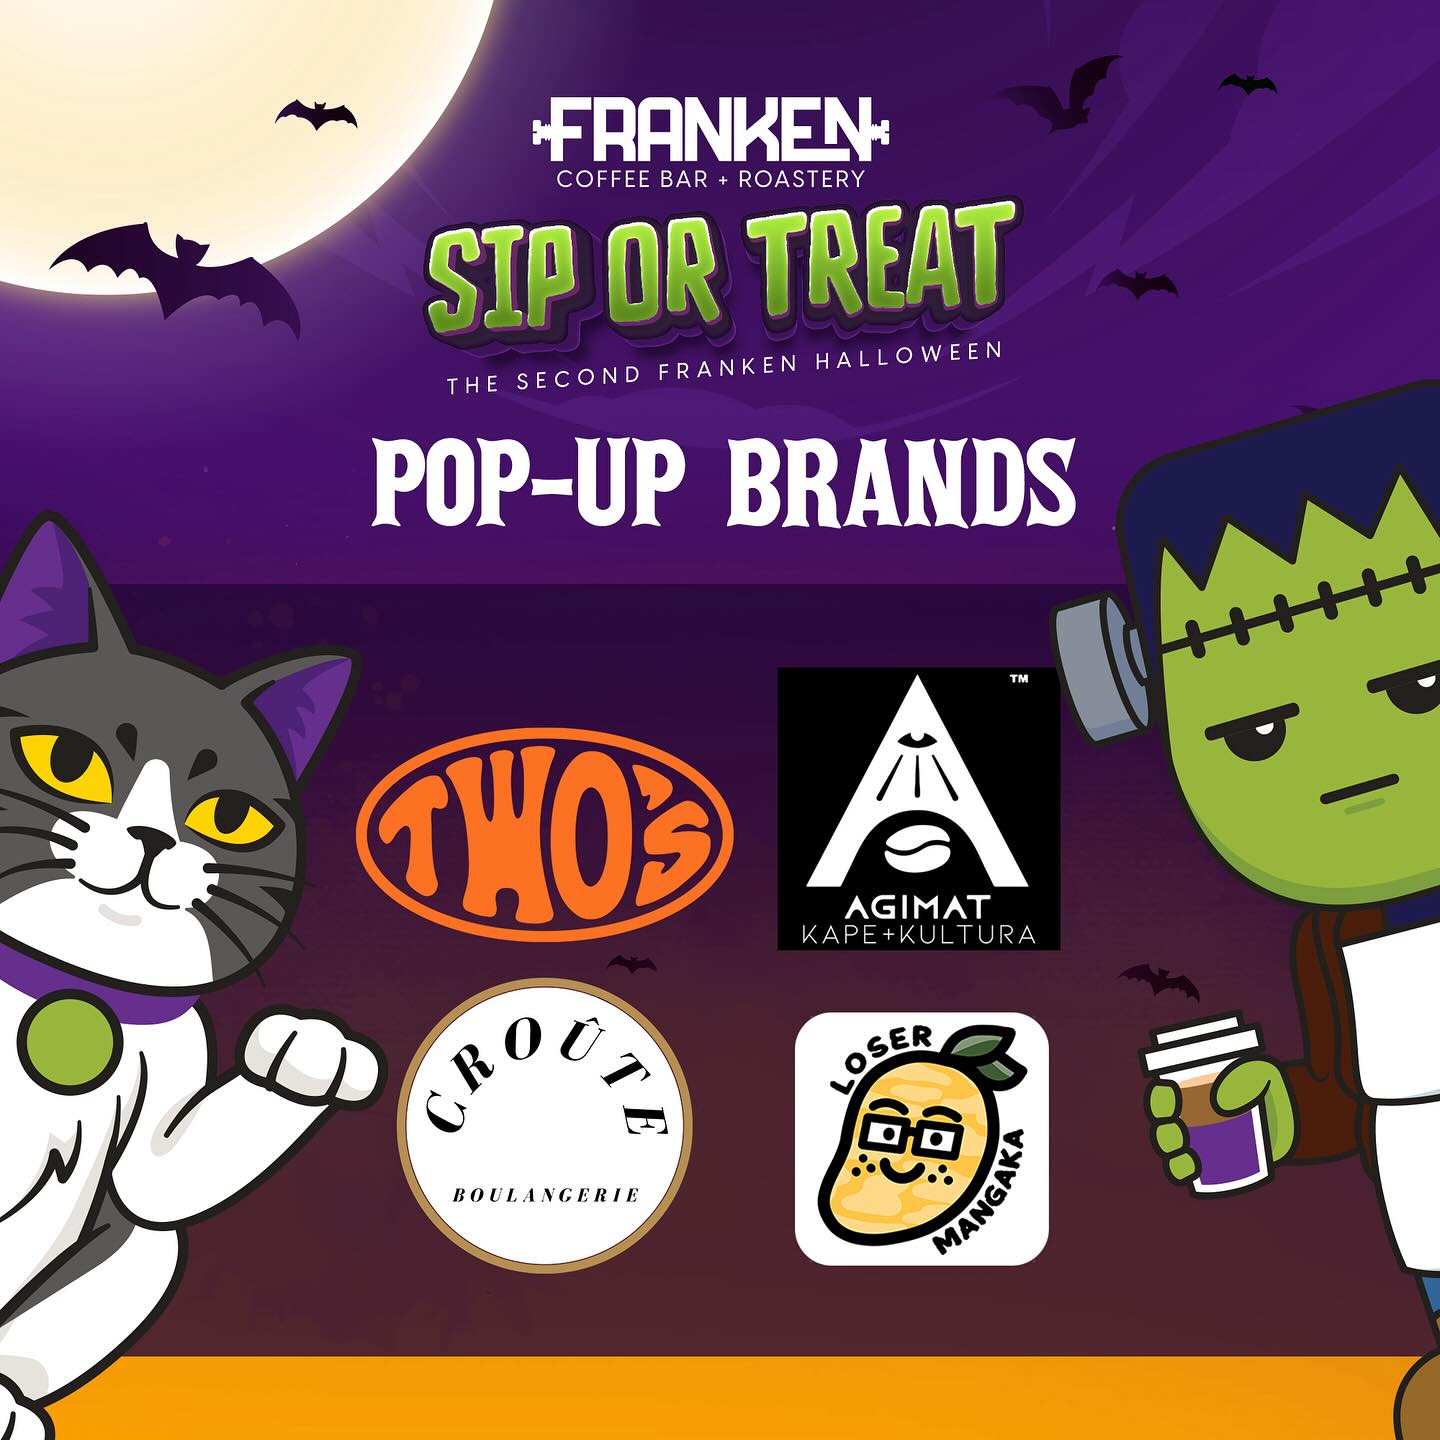 FRANKEN
COFFEE BAR + ROASTERY
SIP OR TREAT
THE SECOND FRANKEN HALLOWEEN
POP-UP BRANDS
TWO'S
TM
AGIMAT
KAPE+KULTURA
CROÛTE
BOULANGERIE
LOSER
MANGAKA